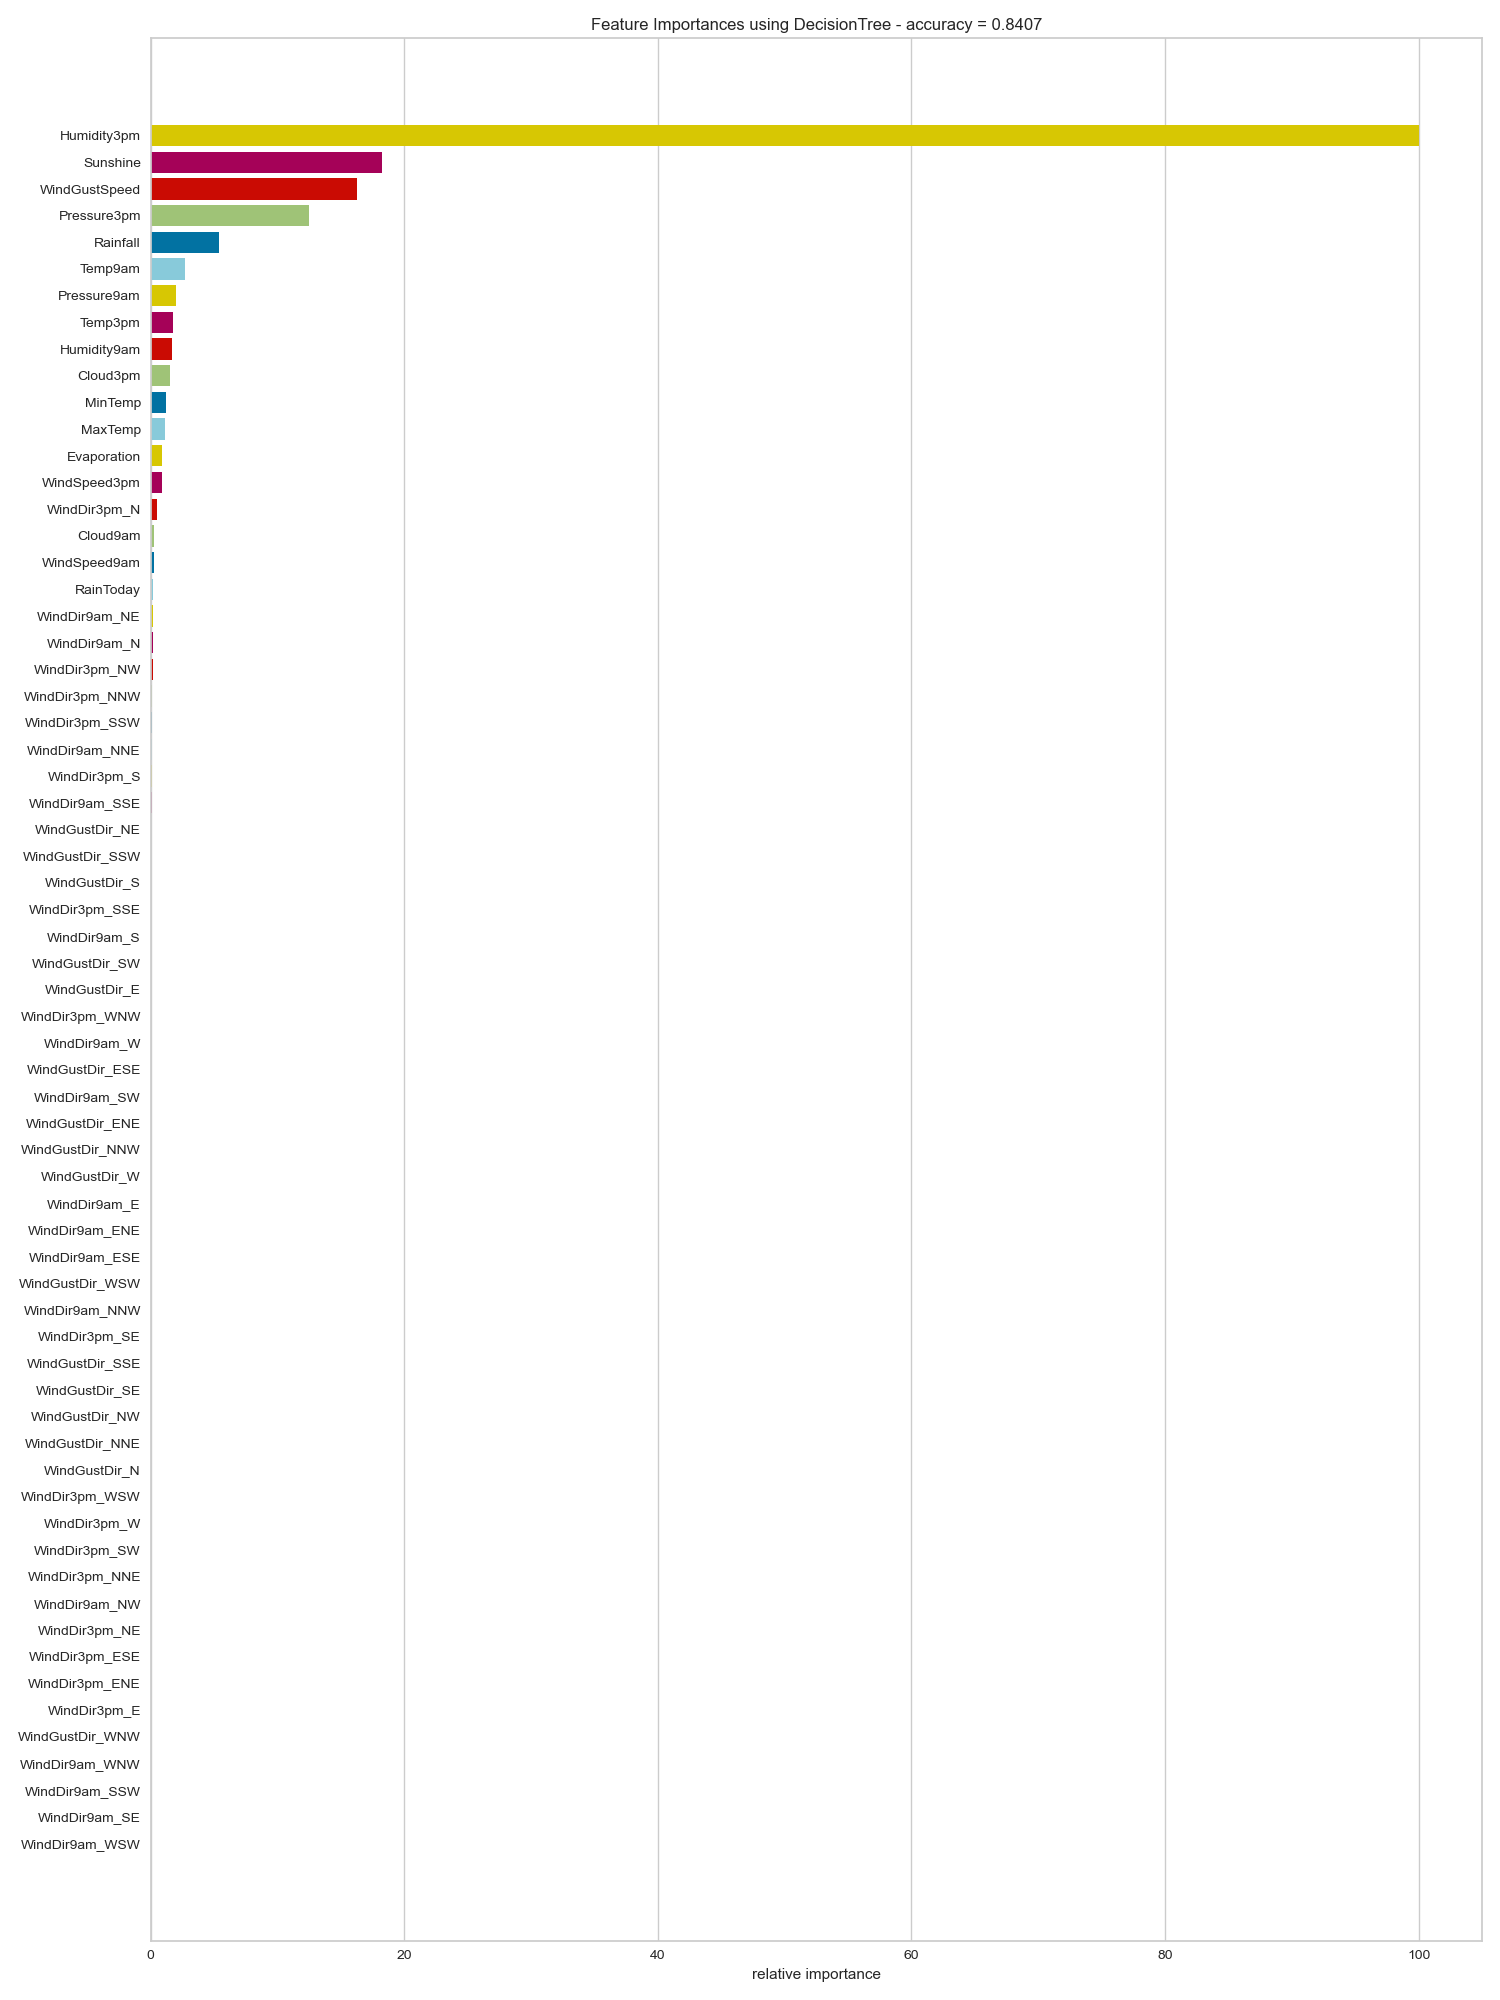 Feature Importances using DecisionTree - accuracy = 0.8407
Humidity3pm
Sunshine
WindGustSpeed
Pressure3pm
Rainfall
Temp9am
Pressure9am
Temp3pm
Humidity9am
Cloud3pm
MinTemp
MaxTemp
Evaporation
WindSpeed3pm
WindDir3pm_N
Cloud9am
WindSpeed9am
RainToday
WindDir9am_NE
WindDir9am_N
WindDir3pm_NW
WindDir3pm_NNW
WindDir3pm_SSW
WindDir9am_NNE
WindDir3pm_S
WindDir9am_SSE
WindGustDir_NE
WindGustDir_SSW
WindGustDir_S
WindDir3pm_SSE
WindDir9am_S
WindGustDir_SW
WindGustDir_E
WindDir3pm_WNW
WindDir9am_W
WindGustDir_ESE
WindDir9am_SW
WindGustDir_ENE
WindGustDir_NNW
WindGustDir_W
WindDir9am_E
WindDir9am_ENE
WindDir9am_ESE
WindGustDir_WSW
WindDir9am_NNW
WindDir3pm_SE
WindGustDir_SSE
WindGustDir_SE
WindGustDir_NW
WindGustDir_NNE
WindGustDir_N
WindDir3pm_WSW
WindDir3pm_W
WindDir3pm_SW
WindDir3pm_NNE
WindDir9am_NW
WindDir3pm_NE
WindDir3pm_ESE
WindDir3pm_ENE
WindDir3pm_E
WindGustDir_WNW
WindDir9am_WNW
WindDir9am_SSW
WindDir9am_SE
WindDir9am_WSW
0 20 40 60 80 100
relative importance